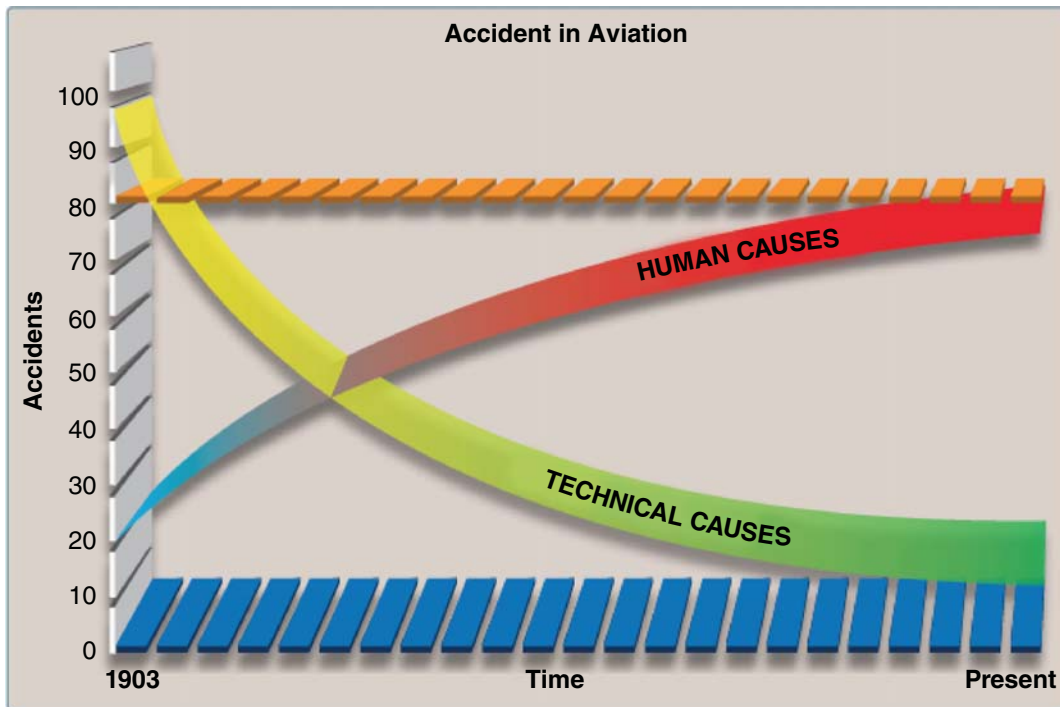 Accident in Aviation
Accidents
100
90
80
70
60
50
40
30
20
10
0
HUMAN CAUSES
TECHNICAL CAUSES
1903
Time
Present